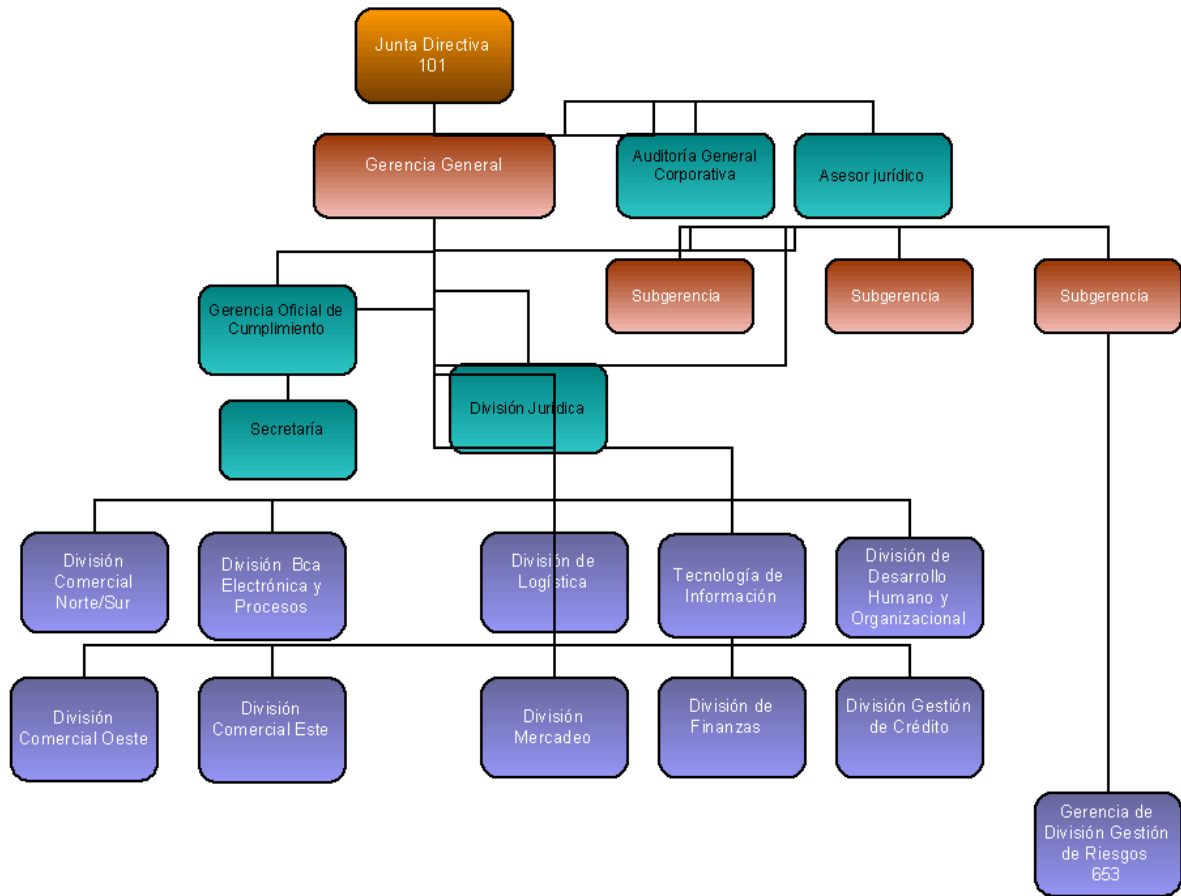 Junta Directiva
101
Gerencia General
Auditoría General
Corporativa
Asesor jurídico
Subgerencia
Subgerencia
Subgerencia
Gerencia Oficial de
Cumplimiento
División Jurídica
Secretaría
División
Comercial
Norte/Sur
División Bca
Electrónica y
Procesos
División de
Logística
Tecnología de
Información
División de
Desarrollo
Humano y
Organizacional
División
Comercial Oeste
División
Comercial Este
División
Mercadeo
División de
Finanzas
División Gestión
de Crédito
Gerencia de
División Gestión
de Riesgos
653